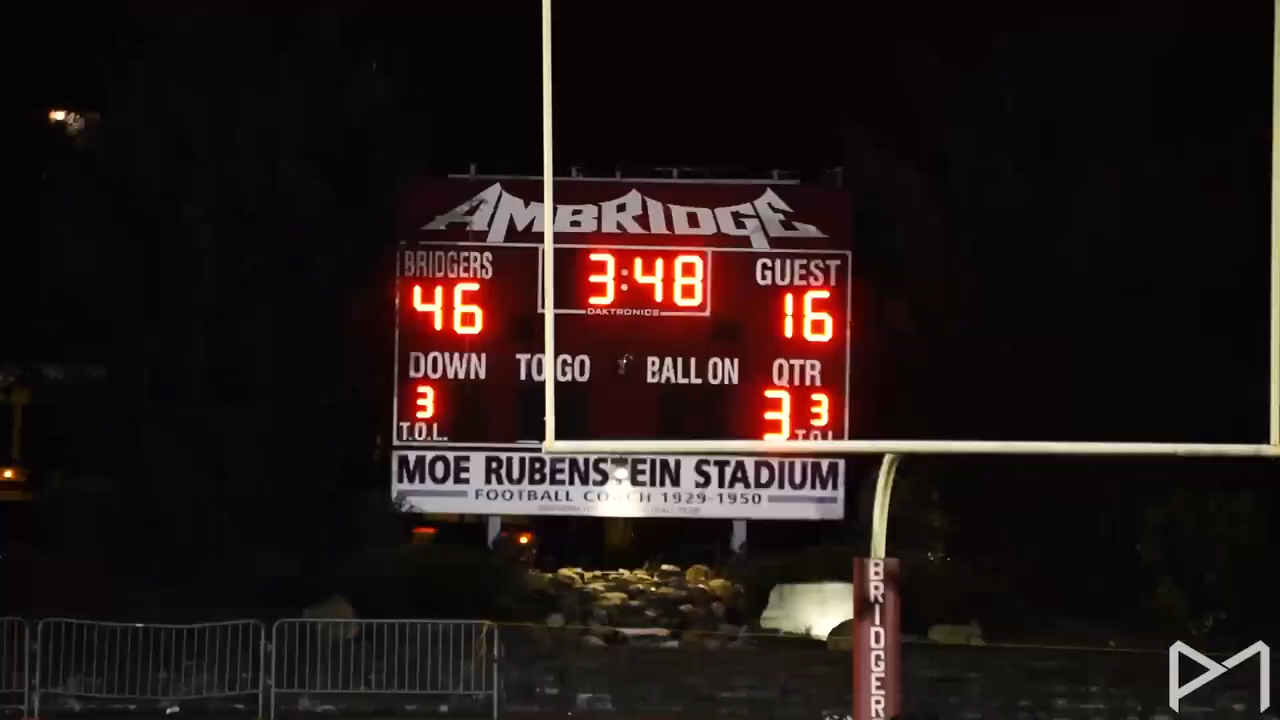 AMBRIDGE
BRIDGERS 3:48 GUEST
46 DAKTRONICS 16
DOWN TO GO BALL ON QTR
3 3 3
T.O.L. T.O.L
MOE RUBENSTEIN STADIUM
FOOTBALL COACH 1929-1950
BRIDGER